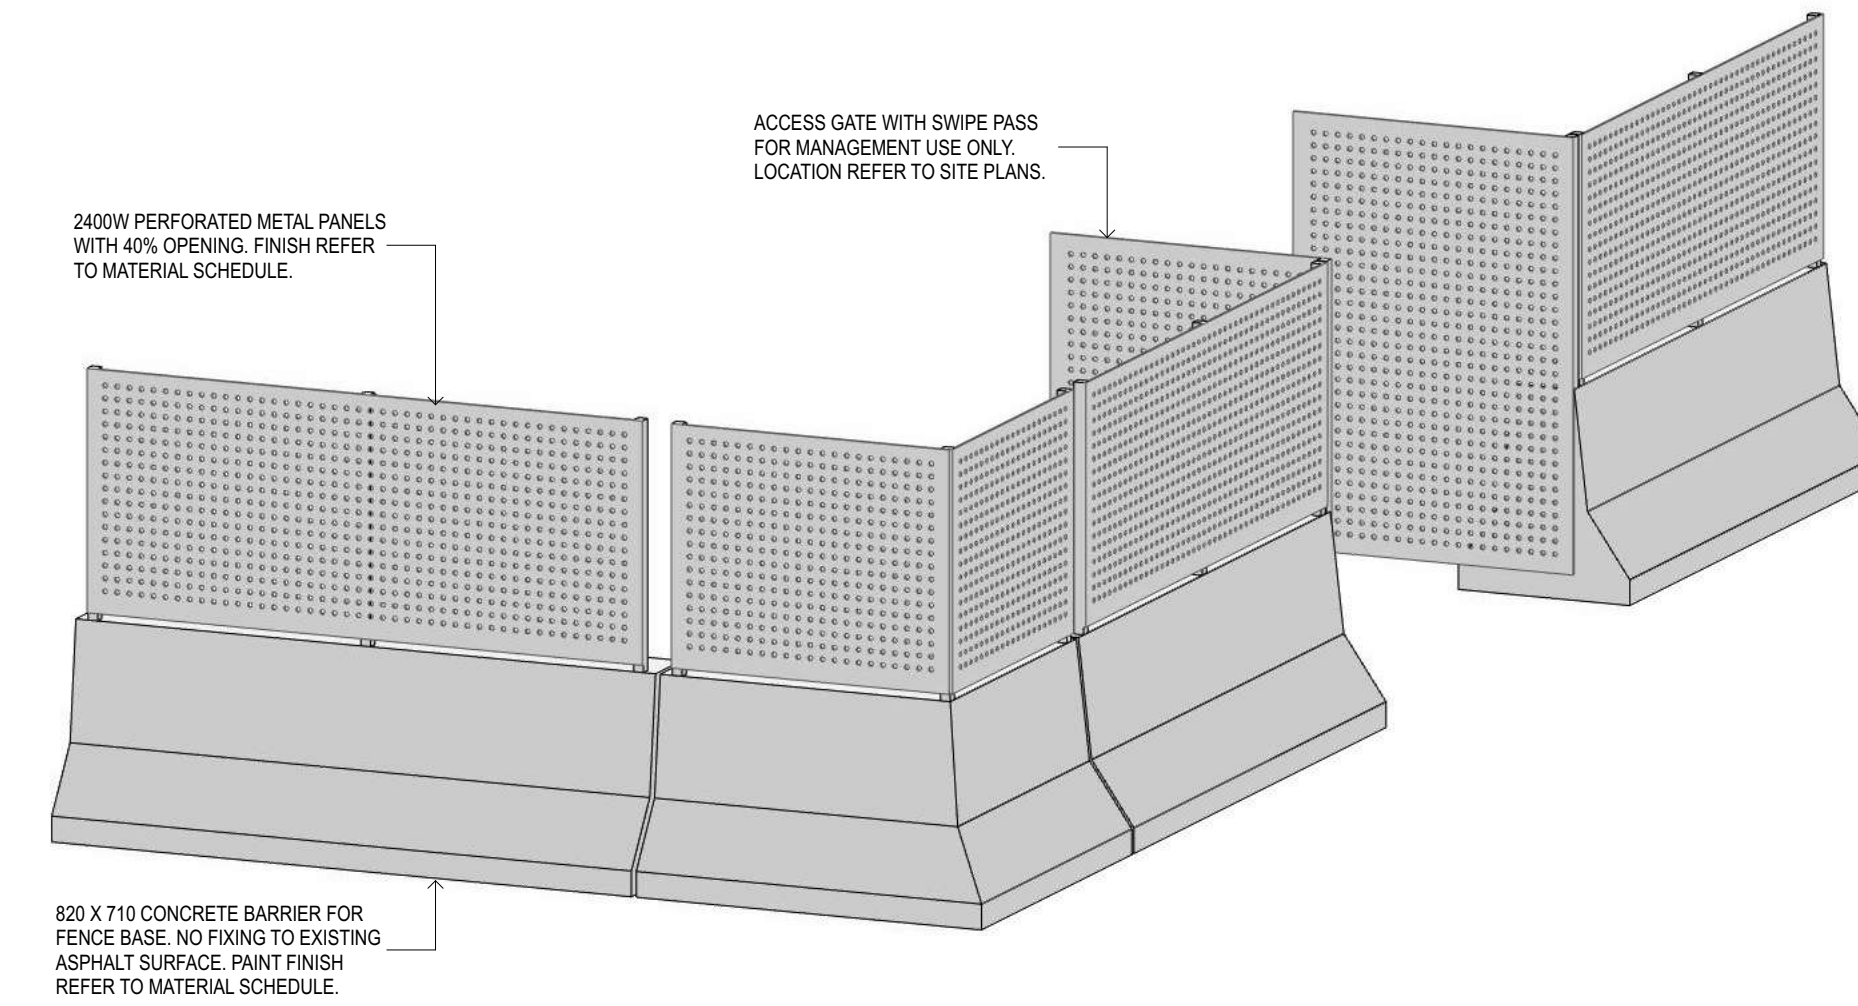 ACCESS GATE WITH SWIPE PASS
FOR MANAGEMENT USE ONLY.
LOCATION REFER TO SITE PLANS.
2400W PERFORATED METAL PANELS
WITH 40% OPENING. FINISH REFER
TO MATERIAL SCHEDULE.
820 X 710 CONCRETE BARRIER FOR
FENCE BASE. NO FIXING TO EXISTING
ASPHALT SURFACE. PAINT FINISH
REFER TO MATERIAL SCHEDULE.